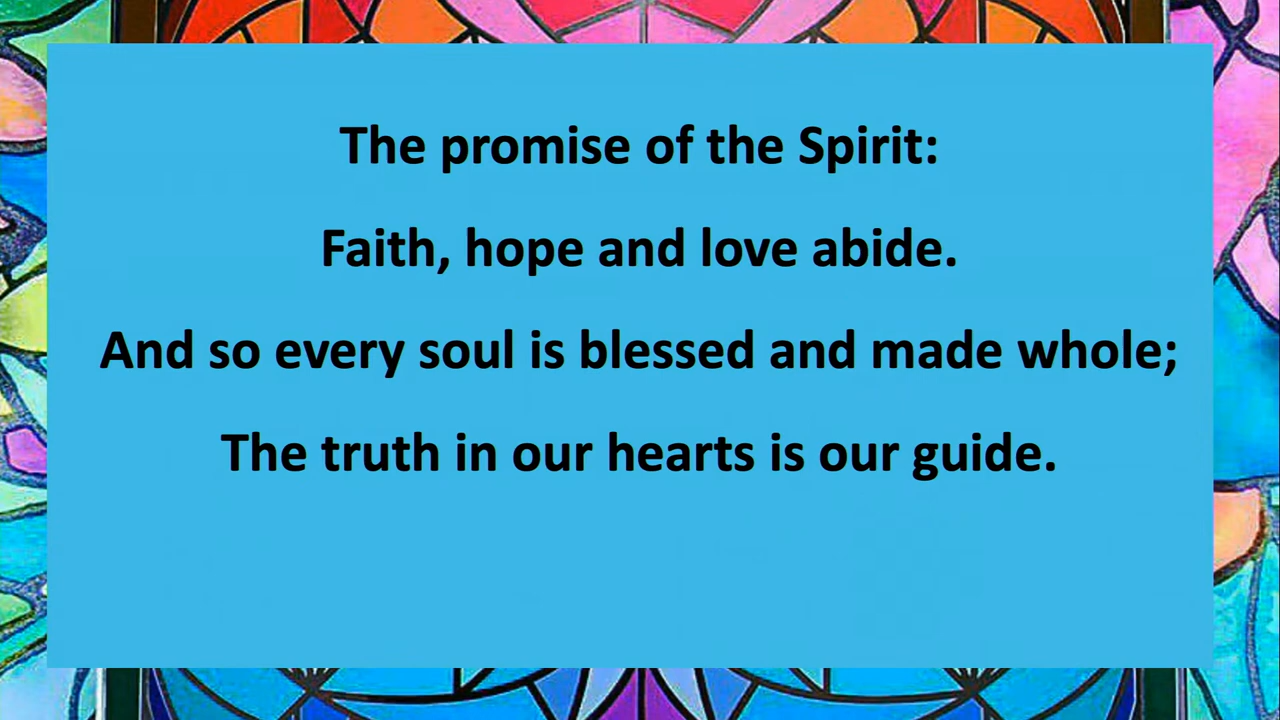 The promise of the Spirit:
Faith, hope and love abide.
And so every soul is blessed and made whole;
The truth in our hearts is our guide.